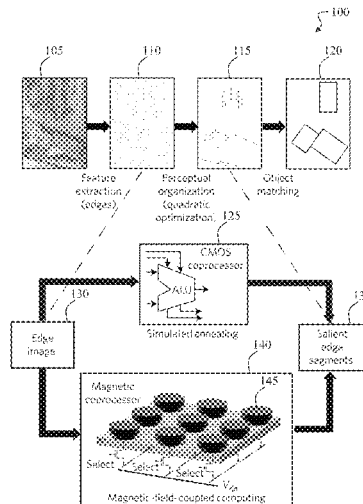 100
105
110
115
120
Feature extraction (edges)
Perceptual organization (quadratic optimization)
Object matching
125
CMOS coprocessor
ALU
Simulated annealing
130
Edge image
Salient edge segments
140
Magnetic coprocessor
145
Select
Select
Select
Magnetic-field-coupled computing